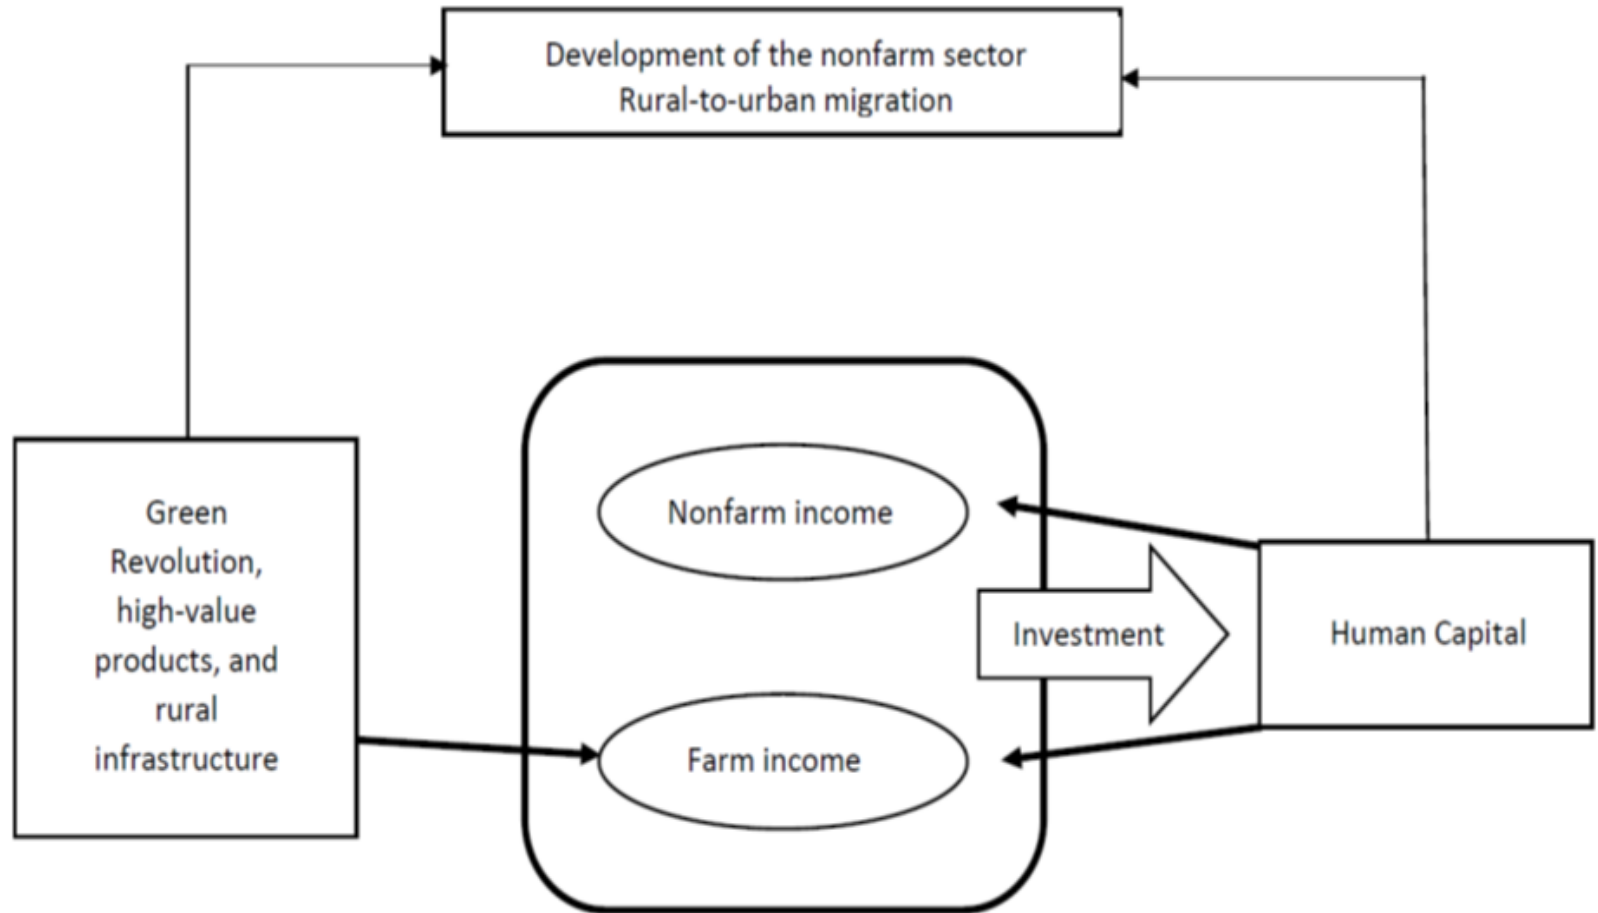 Development of the nonfarm sector
Rural-to-urban migration
Green
Revolution,
high-value
products, and
rural
infrastructure
Nonfarm income
Investment
Human Capital
Farm income